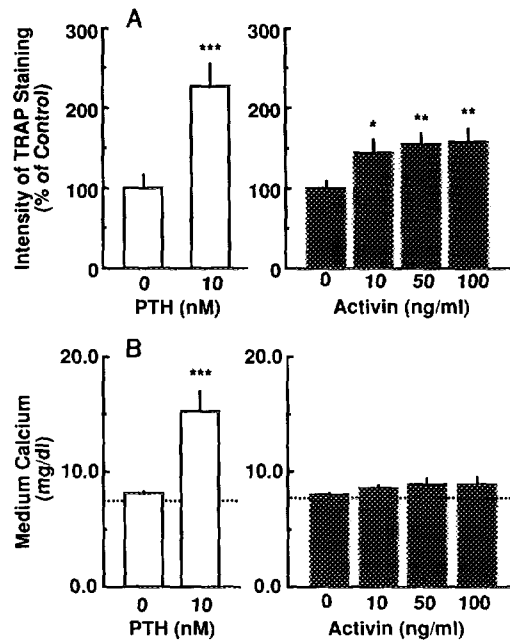 A
Intensity of TRAP Staining
(% of Control)
300
200
100
0
***
0 10
PTH (nM)
300
200
100
0
* ** **
0 10 50 100
Activin (ng/ml)
B
Medium Calcium
(mg/dl)
20.0
10.0
0.0
***
0 10
PTH (nM)
20.0
10.0
0.0
0 10 50 100
Activin (ng/ml)